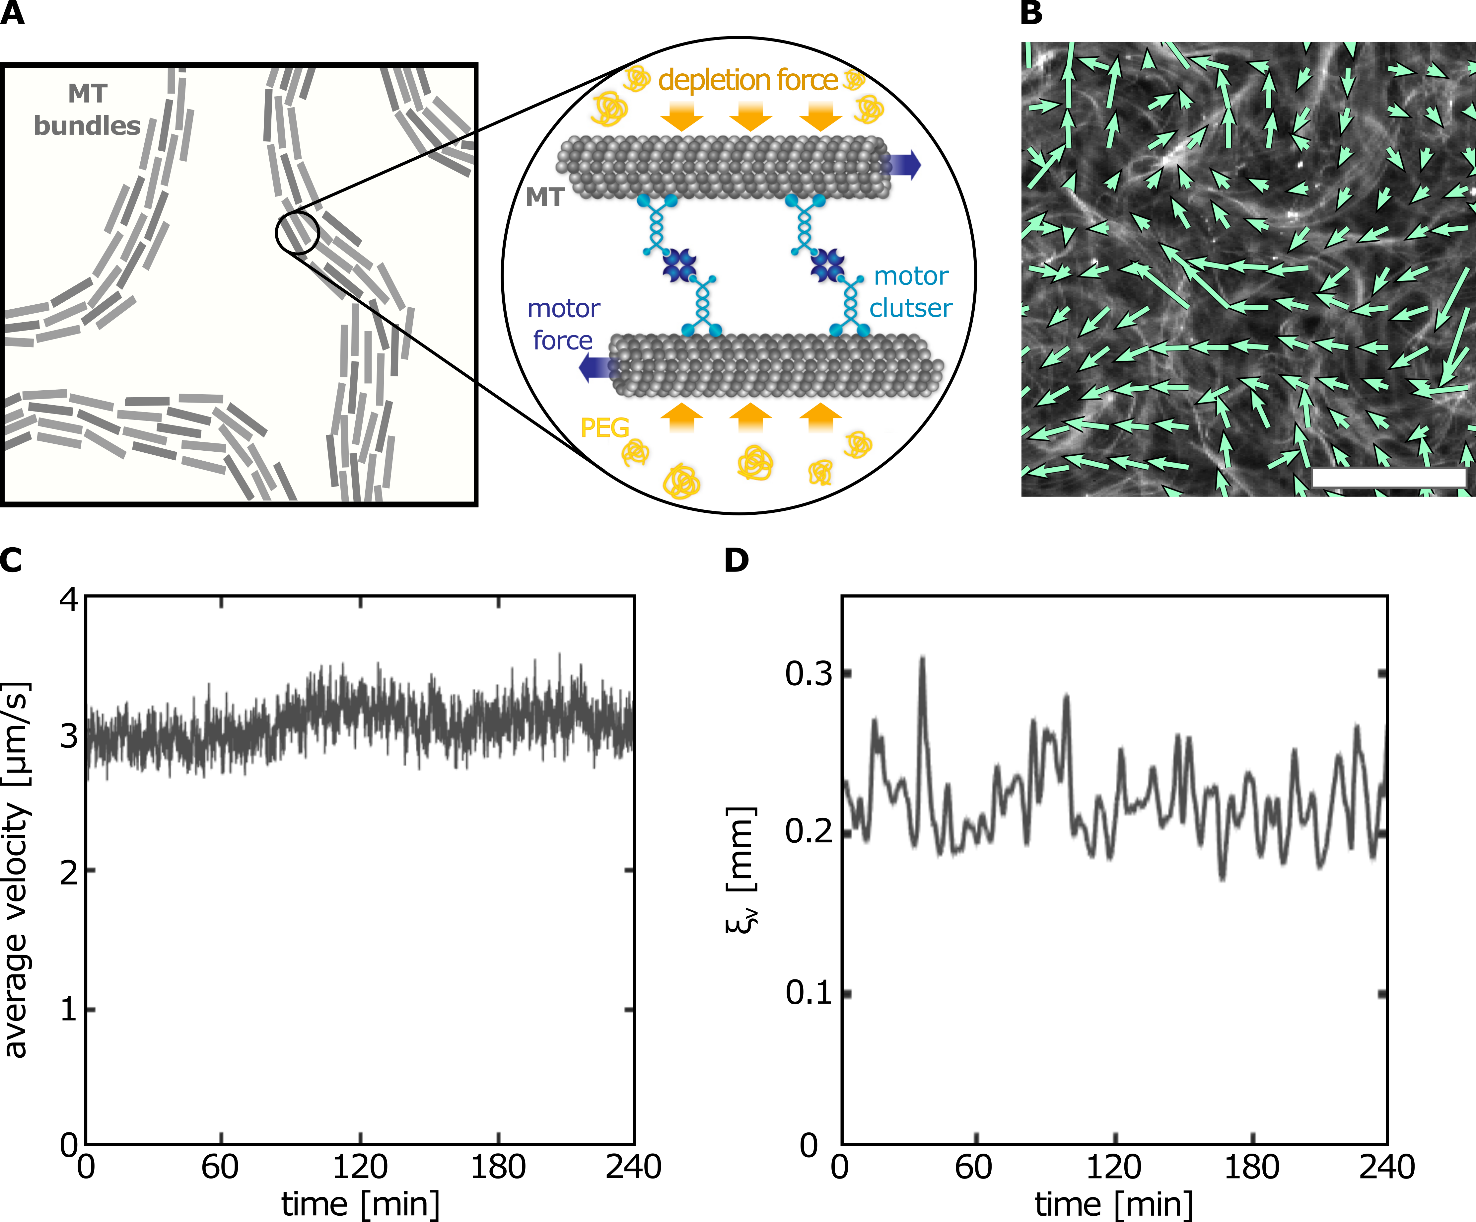 A
MT
bundles
depletion force
MT
motor
clutser
motor
force
PEG
B
C
4
3
2
1
0
average velocity [μm/s]
0 60 120 180 240
time [min]
D
0.3
0.2
0.1
0
ξv [mm]
0 60 120 180 240
time [min]